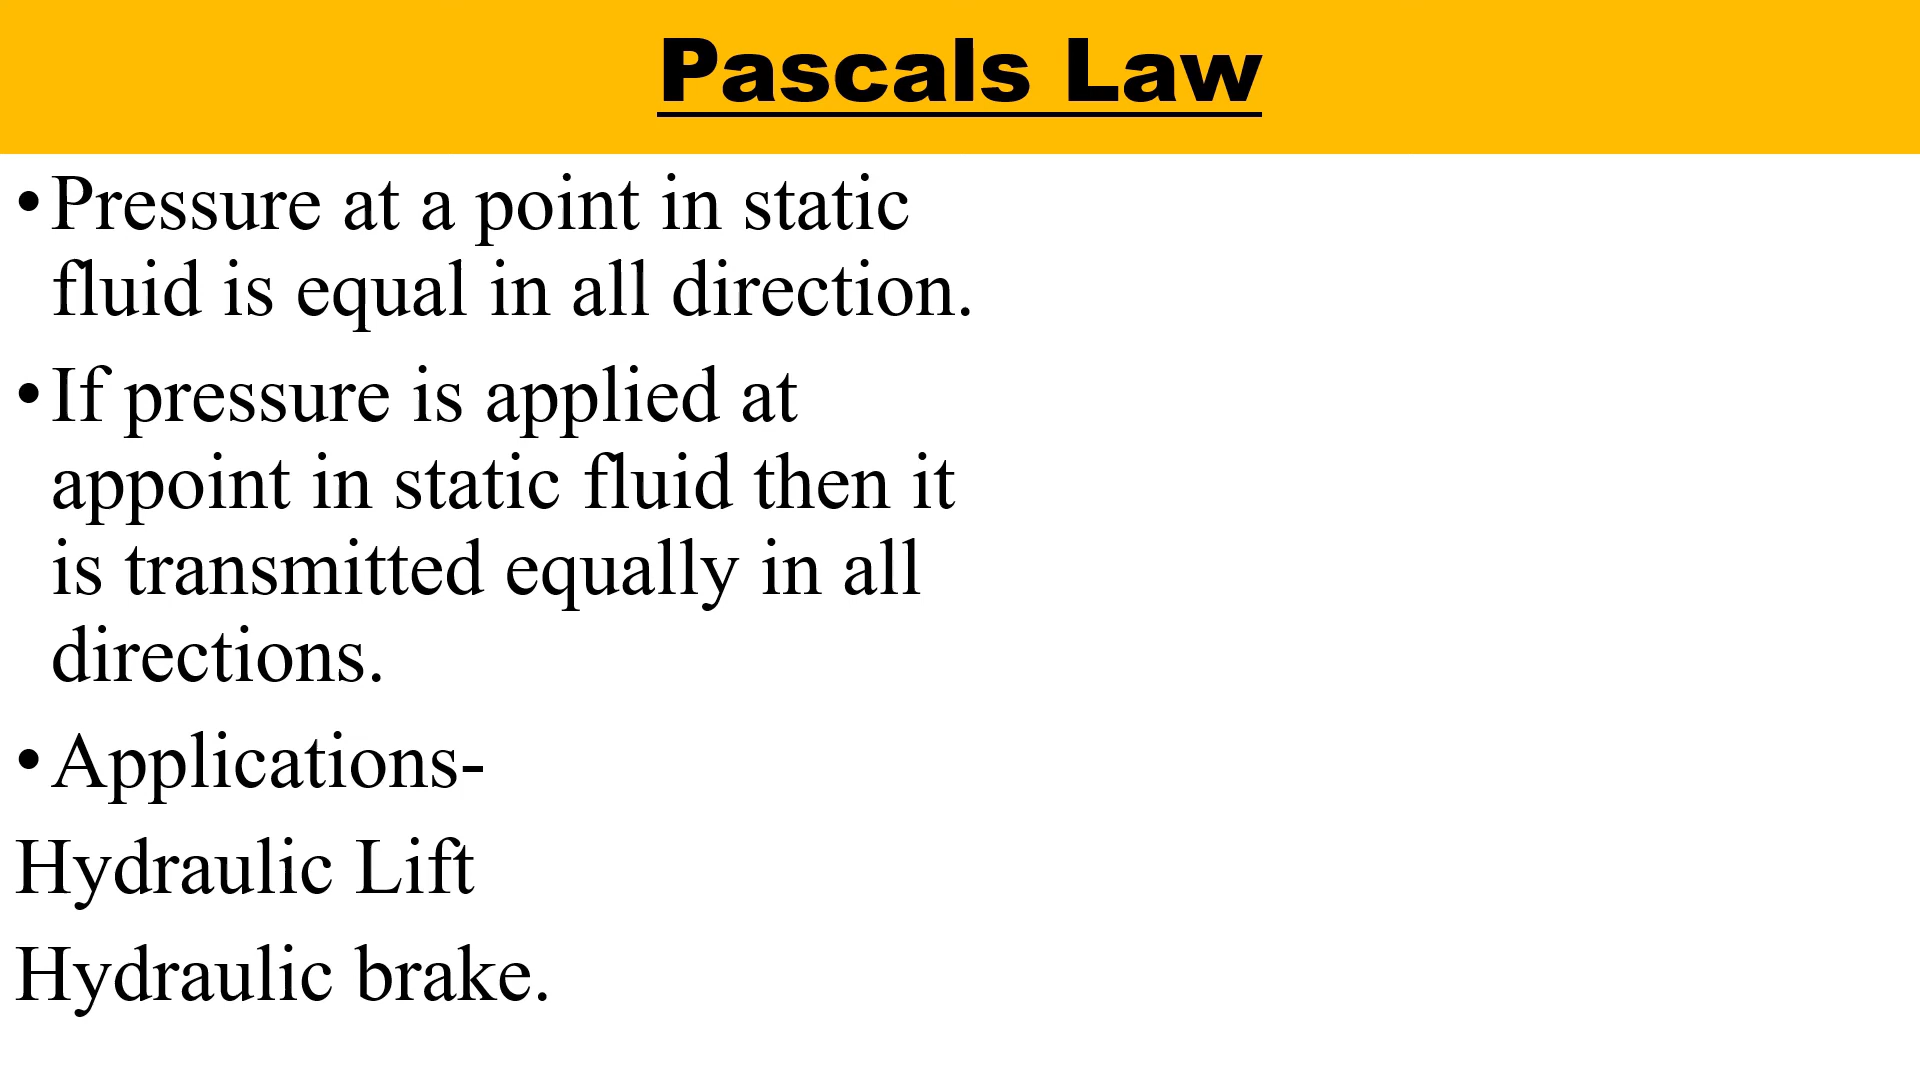 Pascals Law
•Pressure at a point in static
fluid is equal in all direction.
•If pressure is applied at
appoint in static fluid then it
is transmitted equally in all
directions.
•Applications-
Hydraulic Lift
Hydraulic brake.